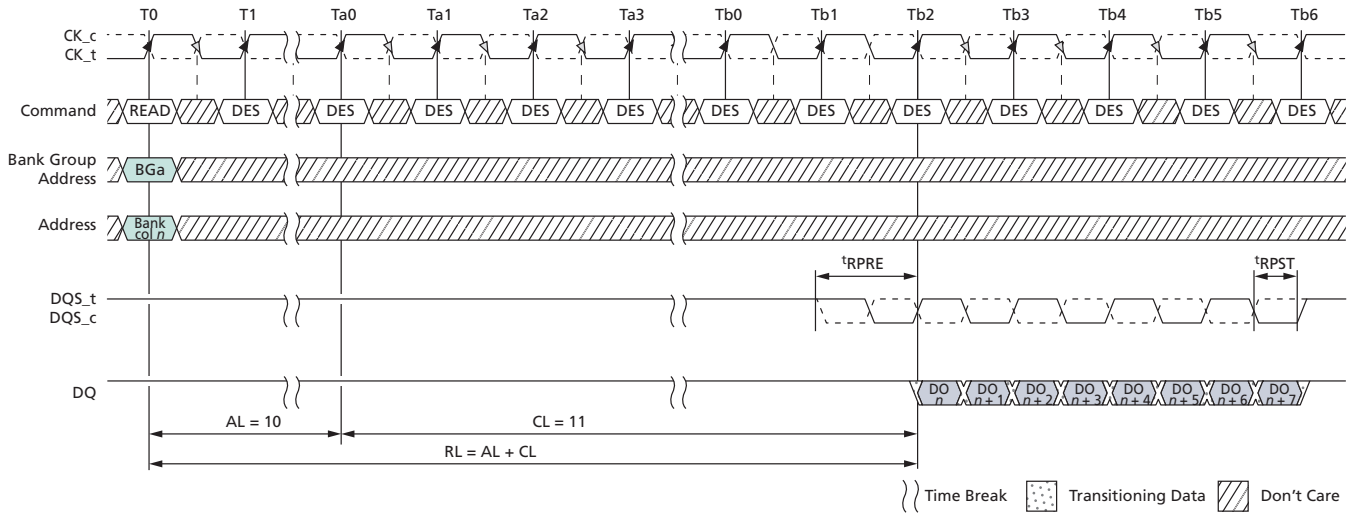 T0 T1 Ta0 Ta1 Ta2 Ta3 Tb0 Tb1 Tb2 Tb3 Tb4 Tb5 Tb6
CK_c
CK_t
Command READ DES DES DES DES DES DES DES DES DES DES DES DES
Bank Group
Address
BGa
Address
Bank
col n
tRPRE
tRPST
DQS_t
DQS_c
DQ
DO DO DO DO DO DO DO DO
n n + 1 n + 2 n + 3 n + 4 n + 5 n + 6 n + 7
AL = 10 CL = 11
RL = AL + CL
Time Break Transitioning Data Don't Care